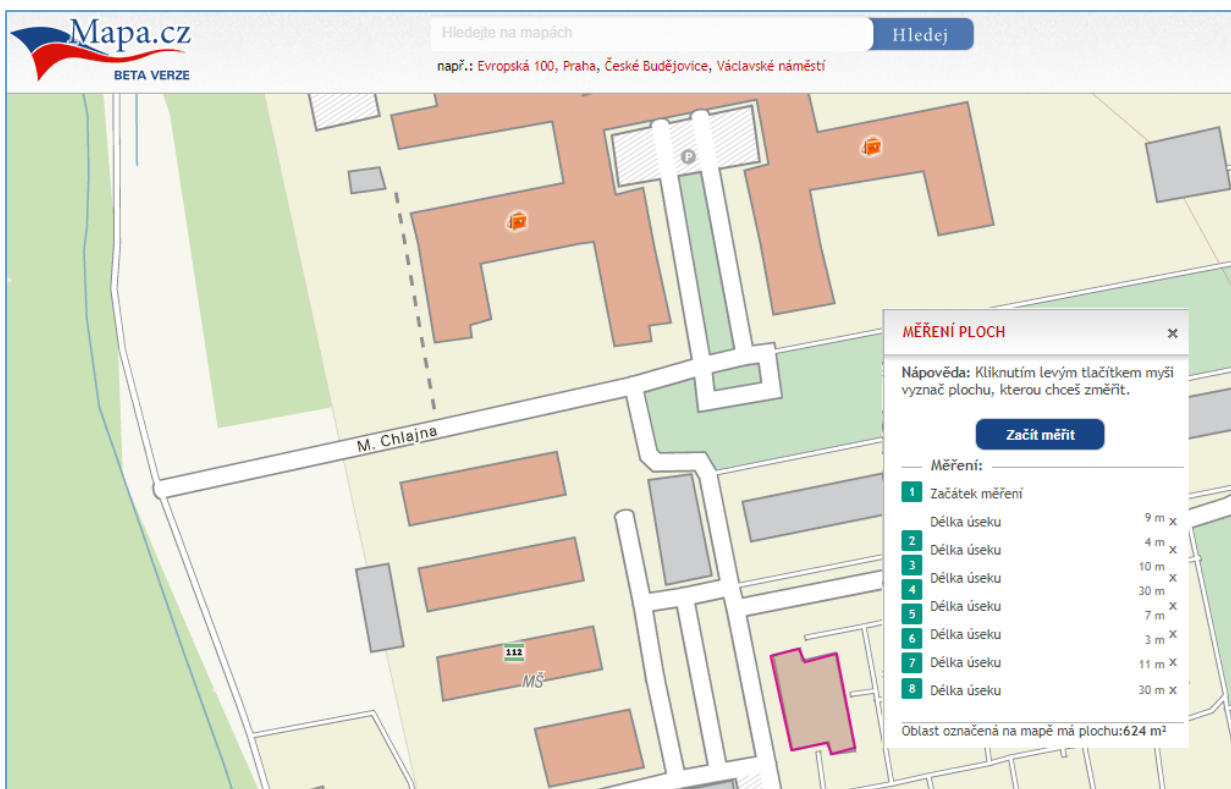 Mapa.cz
BETA VERZE
Hledejte na mapách
Hledej
např.: Evropská 100, Praha, České Budějovice, Václavské náměstí
P
MĚŘENÍ PLOCH x
Nápověda: Kliknutím levým tlačítkem myši
vyznač plochu, kterou chceš změřit.
Začít měřit
Měření:
1 Začátek měření
Délka úseku 9 m x
2 Délka úseku 4 m x
3 Délka úseku 10 m x
4 Délka úseku 30 m x
5 Délka úseku 7 m x
6 Délka úseku 3 m x
7 Délka úseku 11 m x
8 Délka úseku 30 m x
Oblast označená na mapě má plochu:624 m²
M. Chlajna
112
MŠ